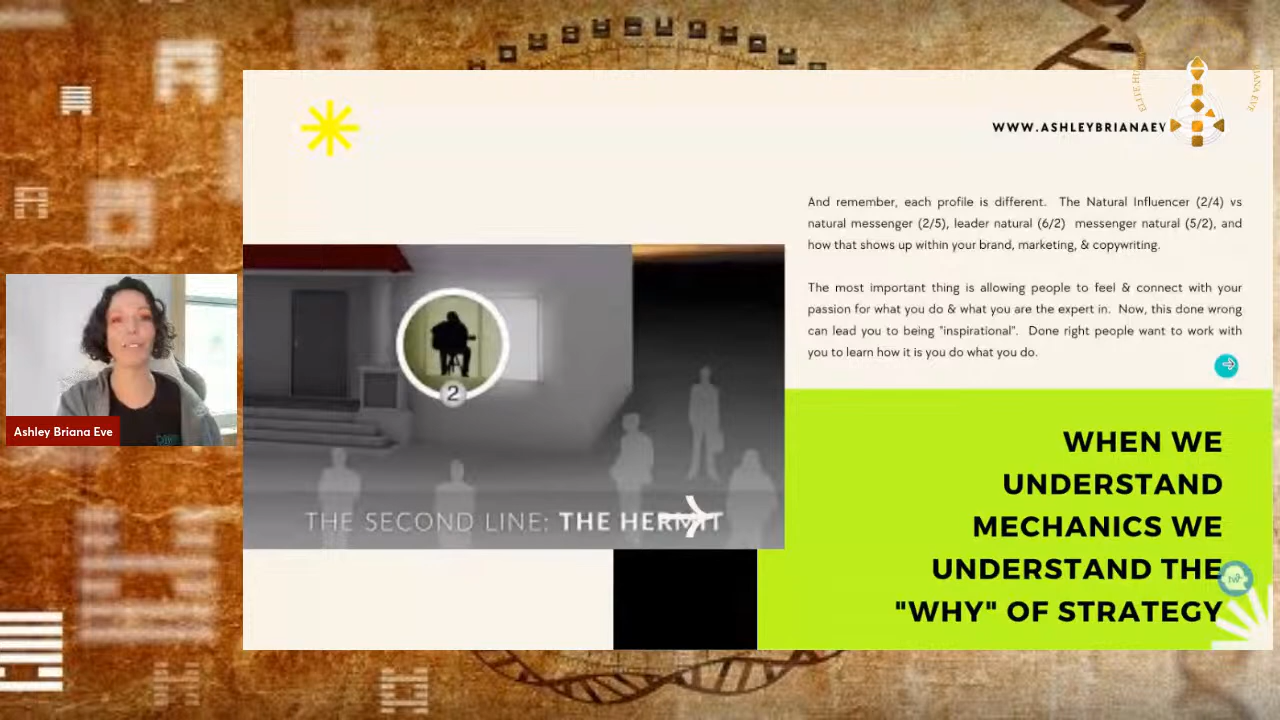 WWW.ASHLEYBRIANAEV
And remember, each profile is different. The Natural Influencer (2/4) vs
natural messenger (2/5), leader natural (6/2) messenger natural (5/2), and
how that shows up within your brand, marketing, & copywriting.
The most important thing is allowing people to feel & connect with your
passion for what you do & what you are the expert in. Now, this done wrong
can lead you to being "inspirational". Done right people want to work with
you to learn how it is you do what you do.
2
THE SECOND LINE: THE HERMIT
Ashley Briana Eve
WHEN WE
UNDERSTAND
MECHANICS WE
UNDERSTAND THE
"WHY" OF STRATEGY